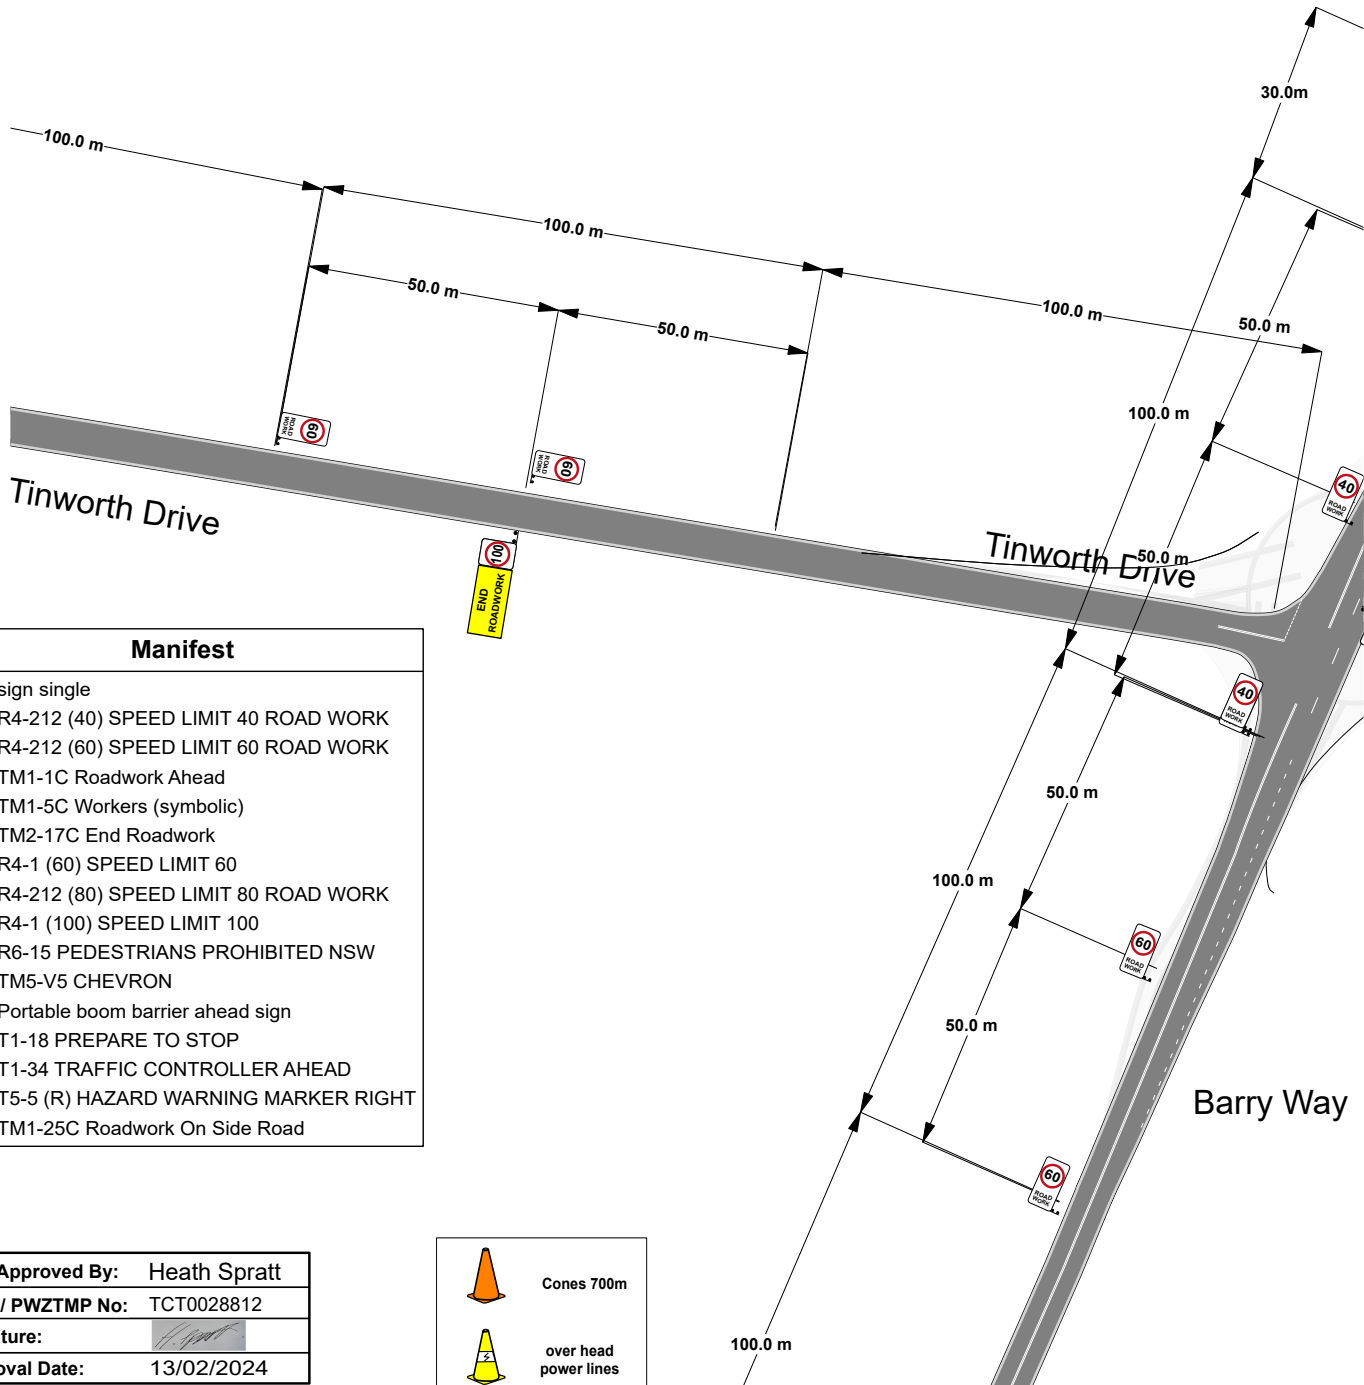 30.0m
100.0 m
100.0 m
50.0 m
50.0 m
100.0 m
50.0 m
100.0 m
60
ROAD
WORK
60
ROAD
WORK
40
ROAD
WORK
Tinworth Drive
100
END
ROADWORK
Tinworth Drive
50.0 m
40
ROAD
WORK
50.0 m
100.0 m
60
ROAD
WORK
50.0 m
60
ROAD
WORK
Barry Way
100.0 m
Manifest
sign single
R4-212 (40) SPEED LIMIT 40 ROAD WORK
R4-212 (60) SPEED LIMIT 60 ROAD WORK
TM1-1C Roadwork Ahead
TM1-5C Workers (symbolic)
TM2-17C End Roadwork
R4-1 (60) SPEED LIMIT 60
R4-212 (80) SPEED LIMIT 80 ROAD WORK
R4-1 (100) SPEED LIMIT 100
R6-15 PEDESTRIANS PROHIBITED NSW
TM5-V5 CHEVRON
Portable boom barrier ahead sign
T1-18 PREPARE TO STOP
T1-34 TRAFFIC CONTROLLER AHEAD
T5-5 (R) HAZARD WARNING MARKER RIGHT
TM1-25C Roadwork On Side Road
Approved By: Heath Spratt
/ PWZTMP No: TCT0028812
ture:
oval Date: 13/02/2024
Cones 700m
over head
power lines